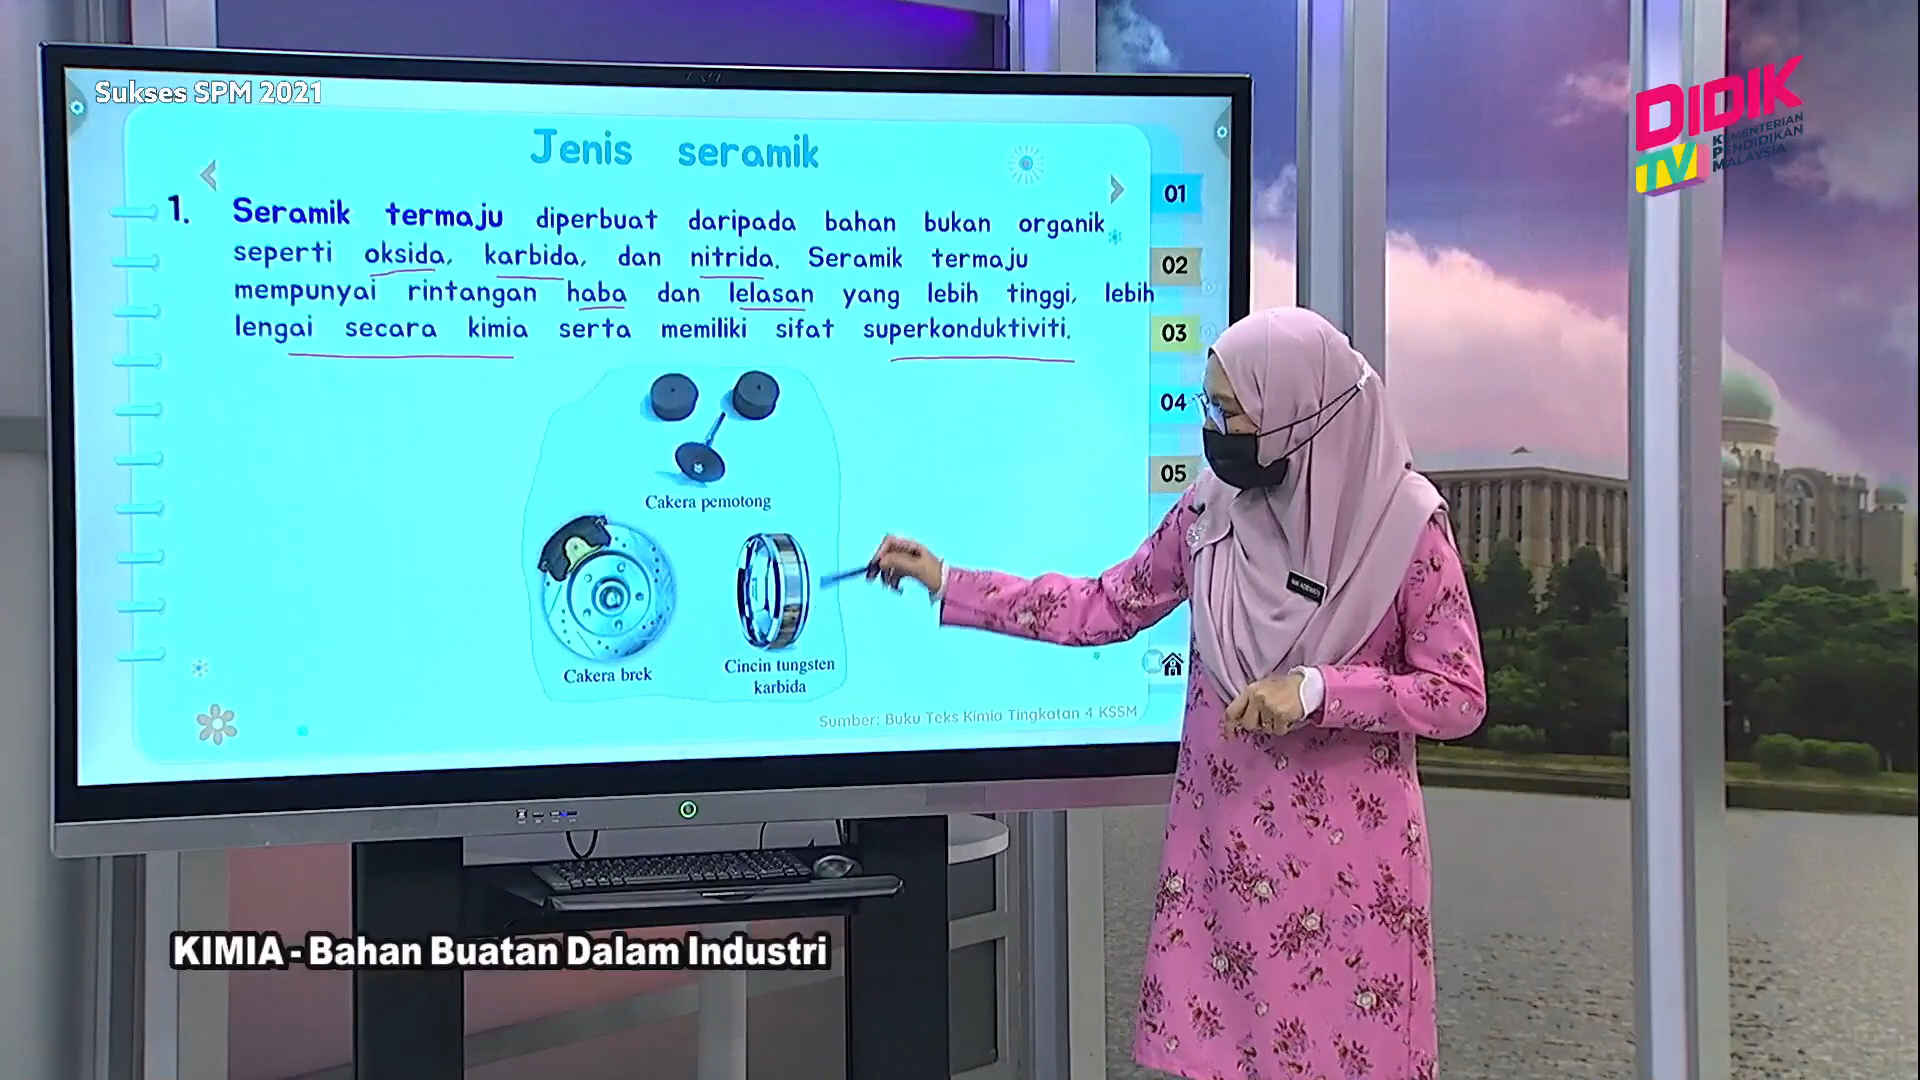 Sukses SPM 2021
Jenis seramik
1. Seramik termaju diperbuat daripada bahan bukan organik
seperti oksida, karbida, dan nitrida. Seramik termaju
mempunyai rintangan haba dan lelasan yang lebih tinggi, lebih
lengai secara kimia serta memiliki sifat superkonduktiviti.
Cakera pemotong
Cakera brek
Cincin tungsten
karbida
Sumber: Buku Teks Kimia Tingkatan 4 KSSM
01
02
03
04
05
DIDIK
TV
KEMENTERIAN
PENDIDIKAN
MALAYSIA
KIMIA - Bahan Buatan Dalam Industri